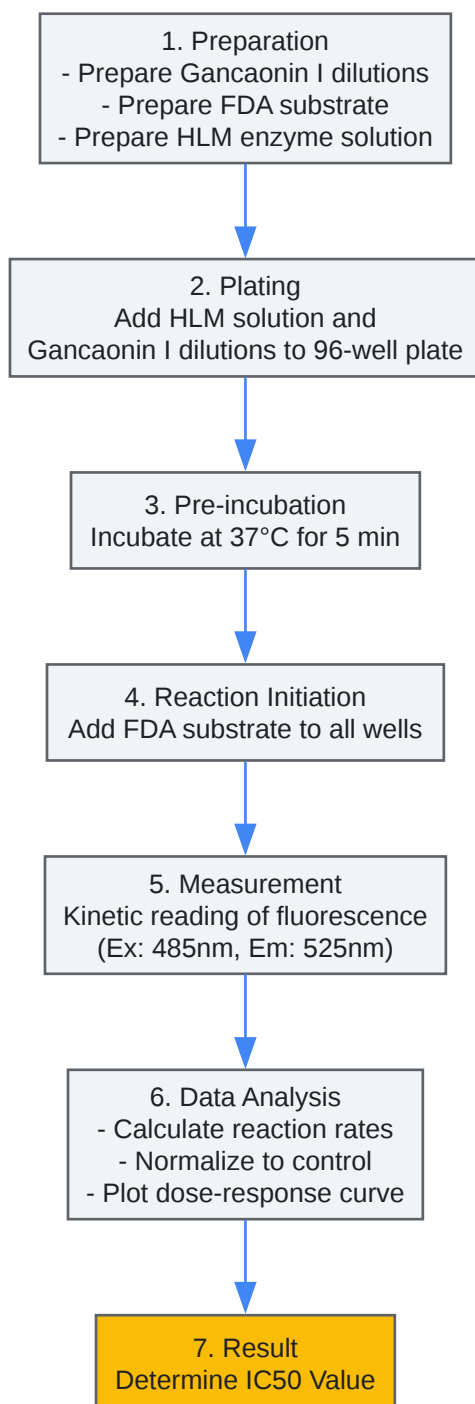 1. Preparation
- Prepare Gancaonin I dilutions
- Prepare FDA substrate
- Prepare HLM enzyme solution
2. Plating
Add HLM solution and
Gancaonin I dilutions to 96-well plate
3. Pre-incubation
Incubate at 37°C for 5 min
4. Reaction Initiation
Add FDA substrate to all wells
5. Measurement
Kinetic reading of fluorescence
(Ex: 485nm, Em: 525nm)
6. Data Analysis
- Calculate reaction rates
- Normalize to control
- Plot dose-response curve
7. Result
Determine IC50 Value